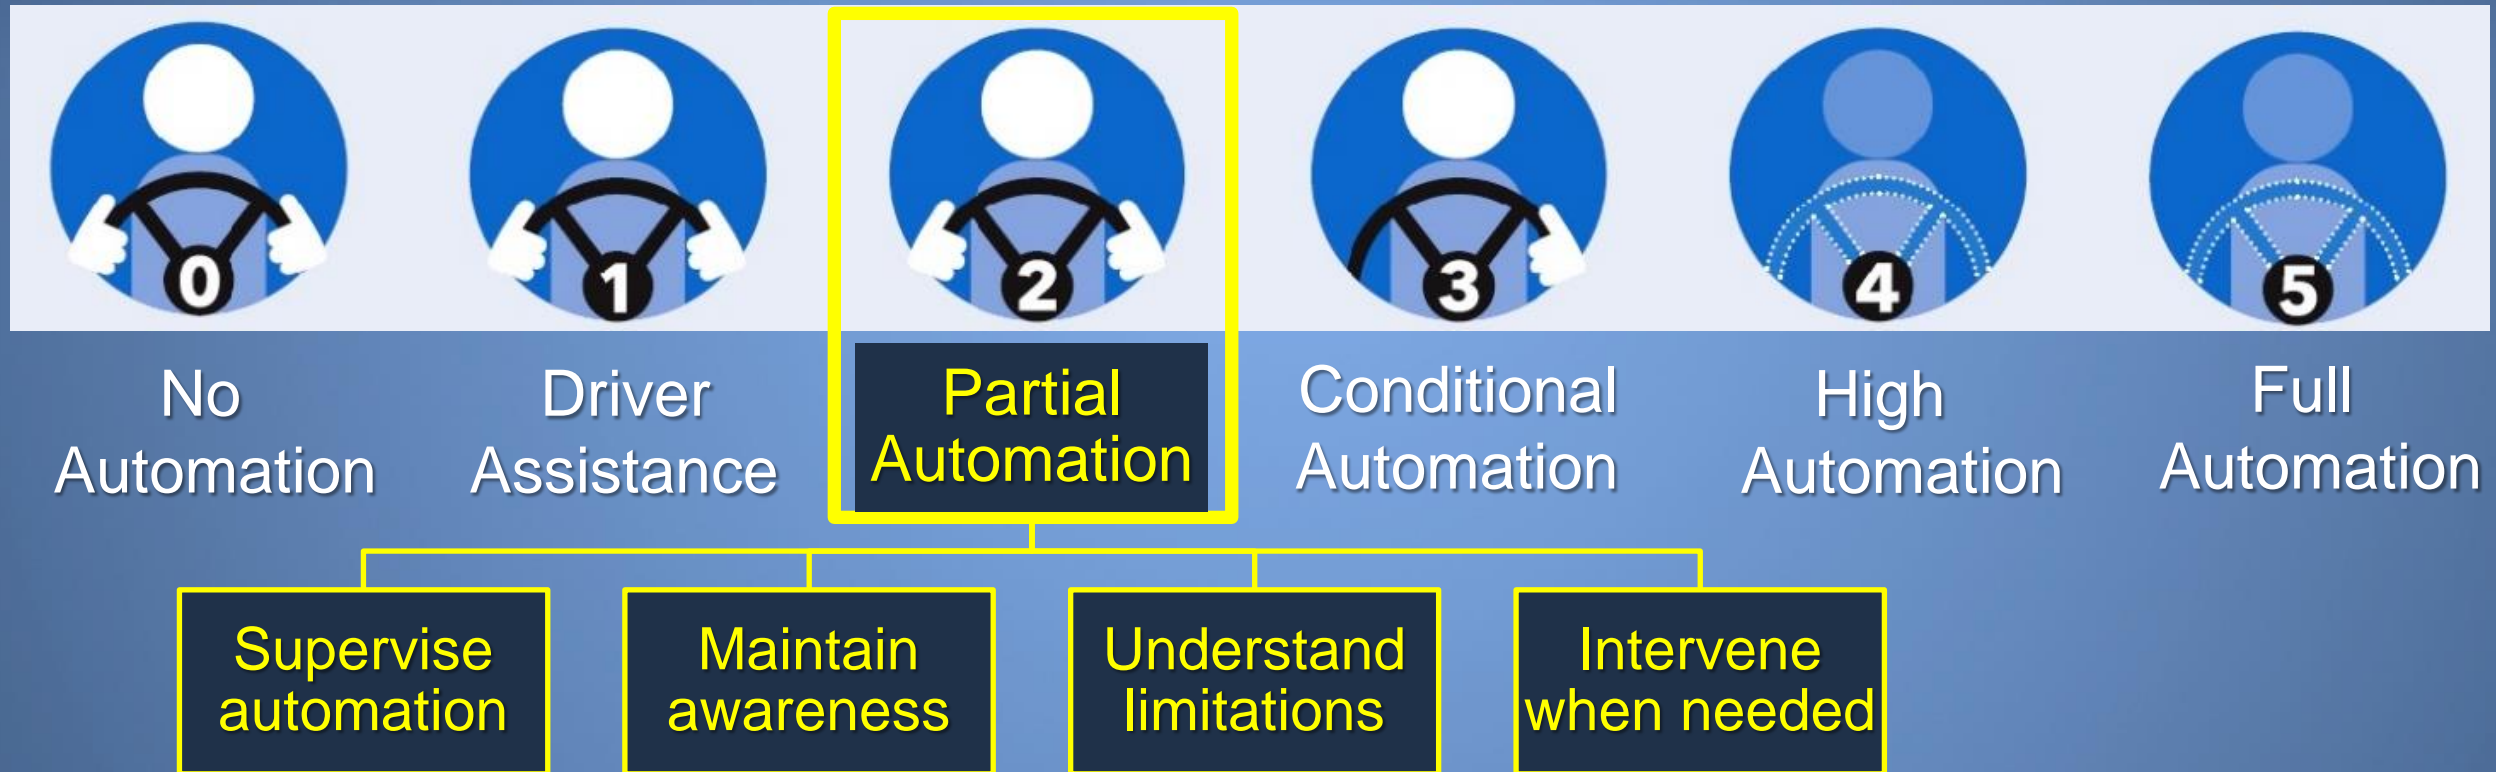 0
1
2
3
4
5
No
Automation
Driver
Assistance
Partial
Automation
Conditional
Automation
High
Automation
Full
Automation
Supervise
automation
Maintain
awareness
Understand
limitations
Intervene
when needed